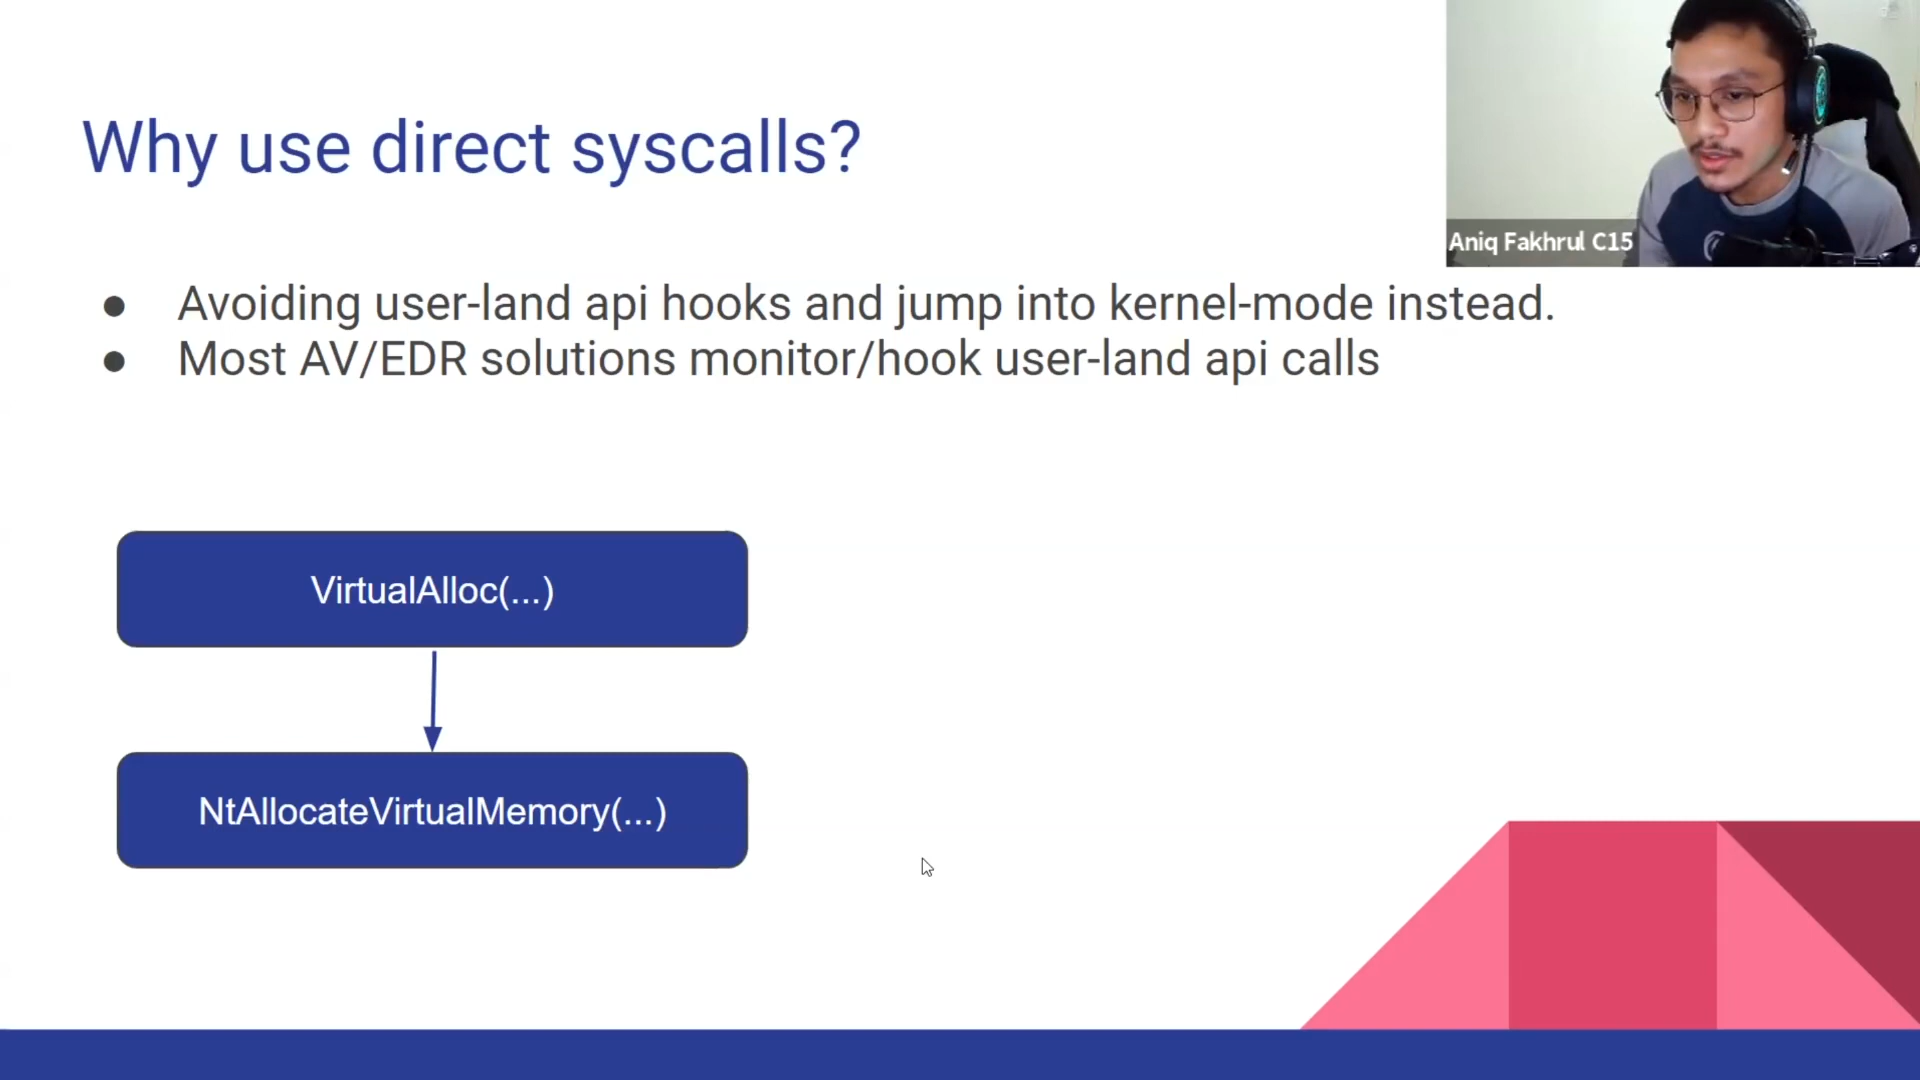 Why use direct syscalls?
Aniq Fakhrul C15
● Avoiding user-land api hooks and jump into kernel-mode instead.
● Most AV/EDR solutions monitor/hook user-land api calls
VirtualAlloc(...)
NtAllocateVirtualMemory(...)